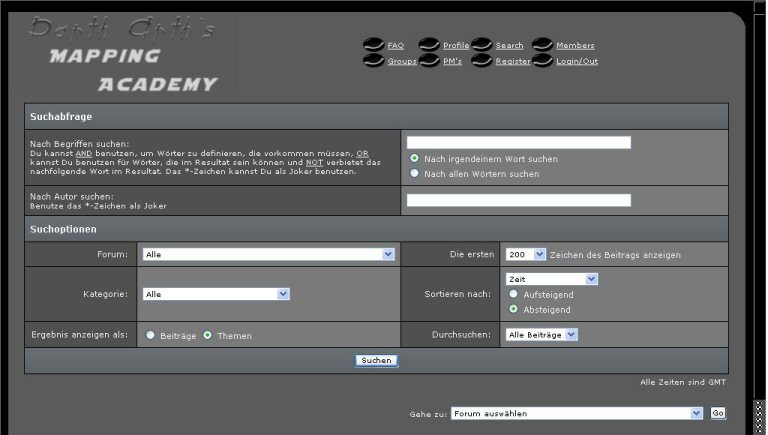 Darth Arth's
MAPPING
ACADEMY
FAQ Profile Search Members
Groups PM's Register Login/Out
Suchabfrage
Nach Begriffen suchen:
Du kannst AND benutzen, um Wörter zu definieren, die vorkommen müssen, OR
kannst Du benutzen für Wörter, die im Resultat sein können und NOT verbietet das
nachfolgende Wort im Resultat. Das *-Zeichen kannst Du als Joker benutzen.
Nach irgendeinem Wort suchen
Nach allen Wörtern suchen
Nach Autor suchen:
Benutze das *-Zeichen als Joker
Suchoptionen
Forum: Alle
Die ersten 200 Zeichen des Beitrags anzeigen
Kategorie: Alle
Sortieren nach: Zeit
Aufsteigend
Absteigend
Ergebnis anzeigen als: Beiträge Themen
Durchsuchen: Alle Beiträge
Suchen
Alle Zeiten sind GMT
Gehe zu: Forum auswählen Go